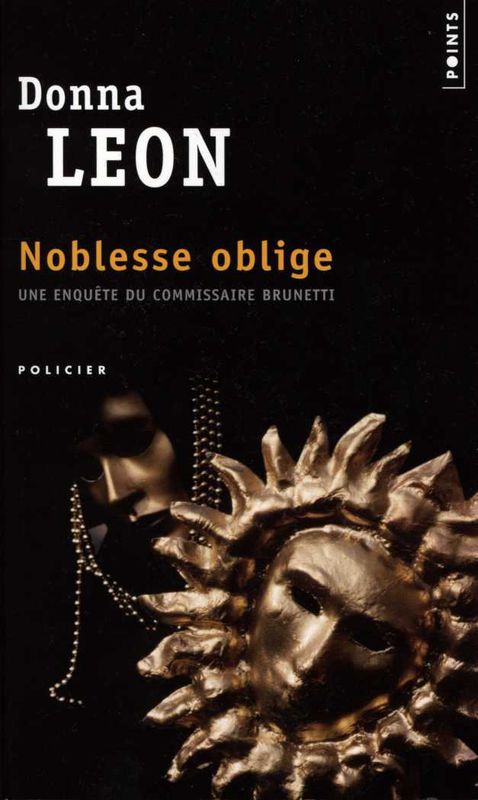 POINTS
Donna
LEON
Noblesse oblige
UNE ENQUÊTE DU COMMISSAIRE BRUNETTI
POLICIER